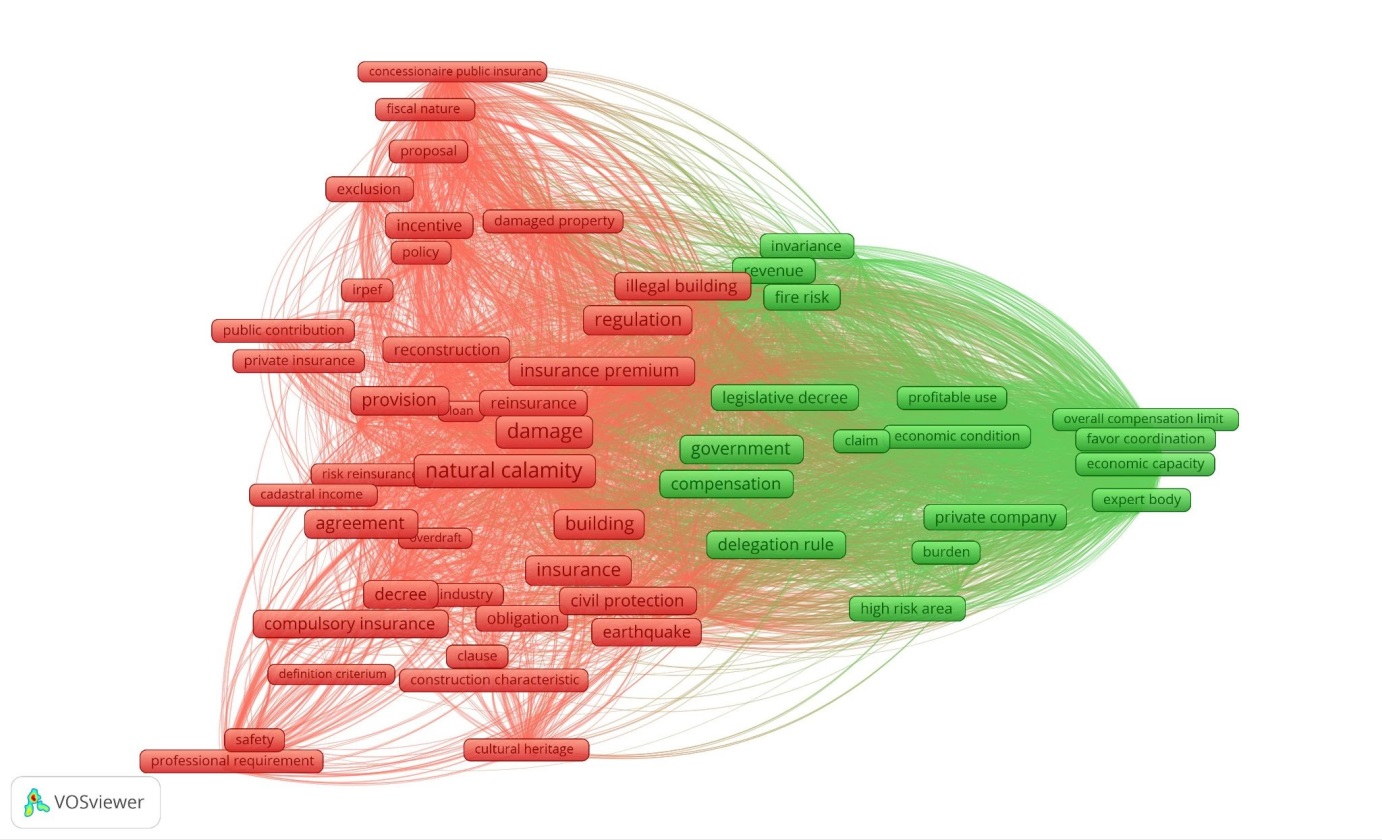 concessionaire public insuranc
fiscal nature
proposal
exclusion
incentive
damaged property
policy
invariance
revenue
illegal building
irpef
fire risk
regulation
public contribution
reconstruction
private insurance
insurance premium
legislative decree
profitable use
provision
loan
reinsurance
overall compensation limit
damage
claim
economic condition
favor coordination
government
economic capacity
natural calamity
risk reinsurance
compensation
cadastral income
expert body
private company
agreement
building
overdraft
delegation rule
burden
insurance
decree
industry
civil protection
high risk area
obligation
compulsory insurance
earthquake
clause
definition criterium
construction characteristic
safety
cultural heritage
professional requirement
VOSviewer